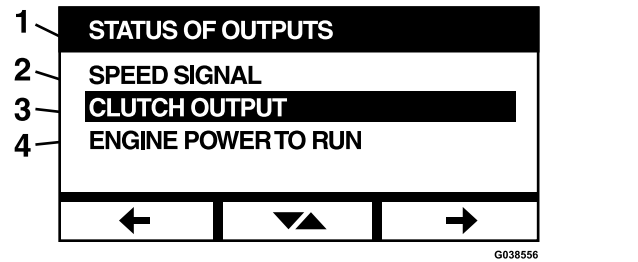 1 STATUS OF OUTPUTS
2 SPEED SIGNAL
3 CLUTCH OUTPUT
4 ENGINE POWER TO RUN
G038556